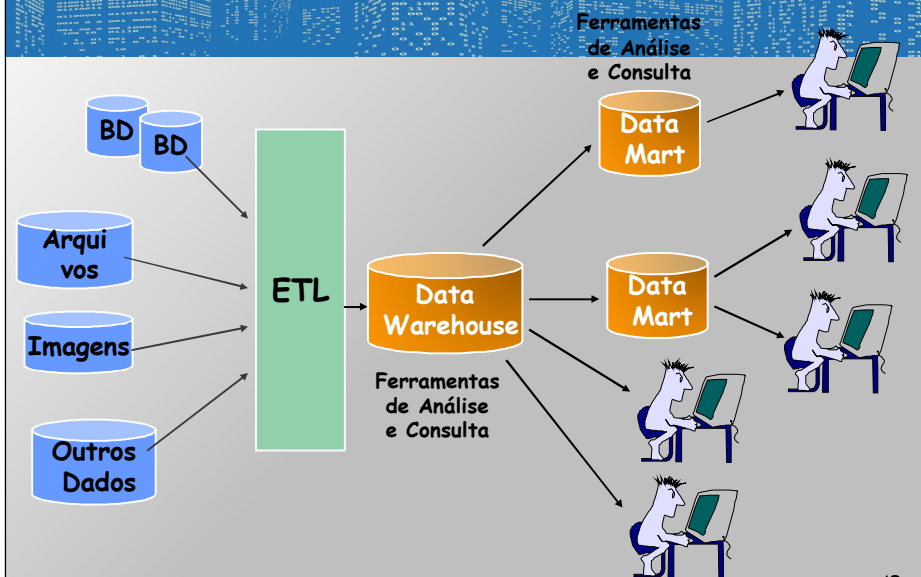 Ferramentas
de Análise
e Consulta
BD
BD
Data
Mart
Arqui
vos
ETL
Data
Warehouse
Data
Mart
Imagens
Ferramentas
de Análise
e Consulta
Outros
Dados